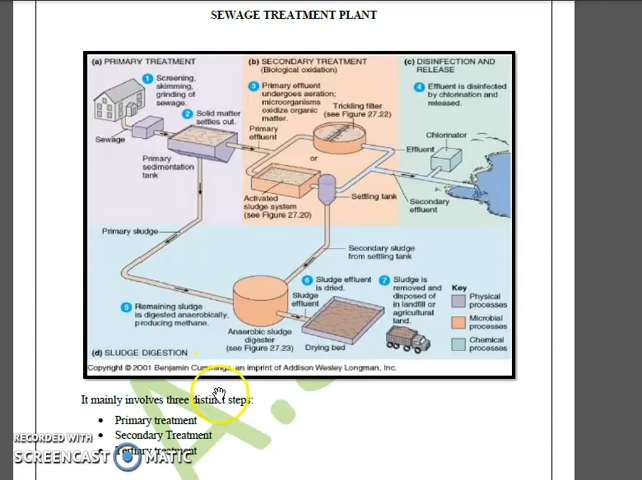 SEWAGE TREATMENT PLANT
(a) PRIMARY TREATMENT
1 Screening,
skimming,
grinding of
sewage.
2 Solid matter
settles out.
Sewage
Primary
sedimentation
tank
(b) SECONDARY TREATMENT
(Biological oxidation)
3 Primary effluent
undergoes aeration;
microorganisms
oxidize organic
matter.
Trickling filter
(see Figure 27.22)
Primary
effluent
or
Activated
sludge system
(see Figure 27.20)
Settling tank
(c) DISINFECTION AND
RELEASE
4 Effluent is disinfected
by chlorination and
released.
Chlorinator
Effluent
Secondary
effluent
Primary sludge
Secondary sludge
from settling tank
5 Remaining sludge
is digested anaerobically,
producing methane.
6 Sludge effluent
is dried.
Sludge
effluent
7 Sludge is
removed and
disposed of
in landfill or
agricultural
land.
Anaerobic sludge
digester
(see Figure 27.23)
Drying bed
Key
Physical
processes
Microbial
processes
Chemical
processes
(d) SLUDGE DIGESTION
Copyright © 2001 Benjamin Cummings, an imprint of Addison Wesley Longman, Inc.
It mainly involves three distinct steps:
• Primary treatment
• Secondary Treatment
• Tertiary treatment
RECORDED WITH
SCREENCAST MATIC